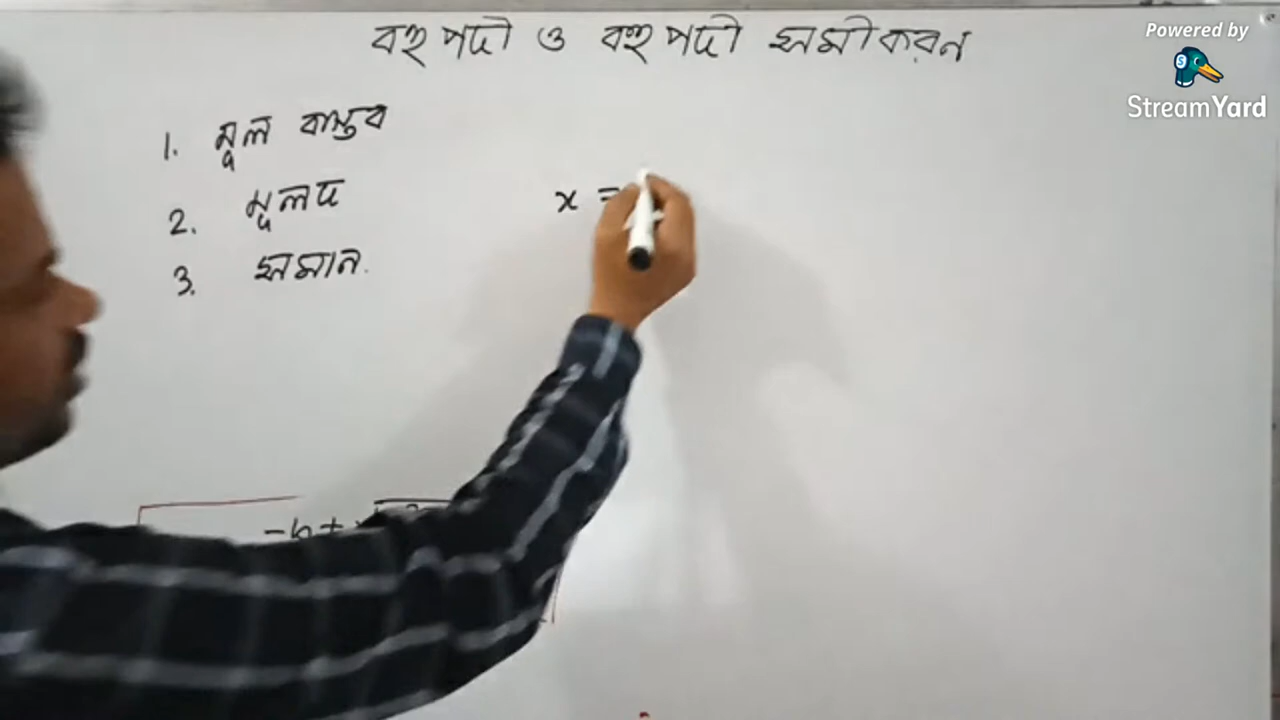 বহুপদী ও বহুপদী সমীকরন
Powered by
StreamYard
1. মূল বাস্তব
2. মূলদ
3. সমান.
x =
-b±